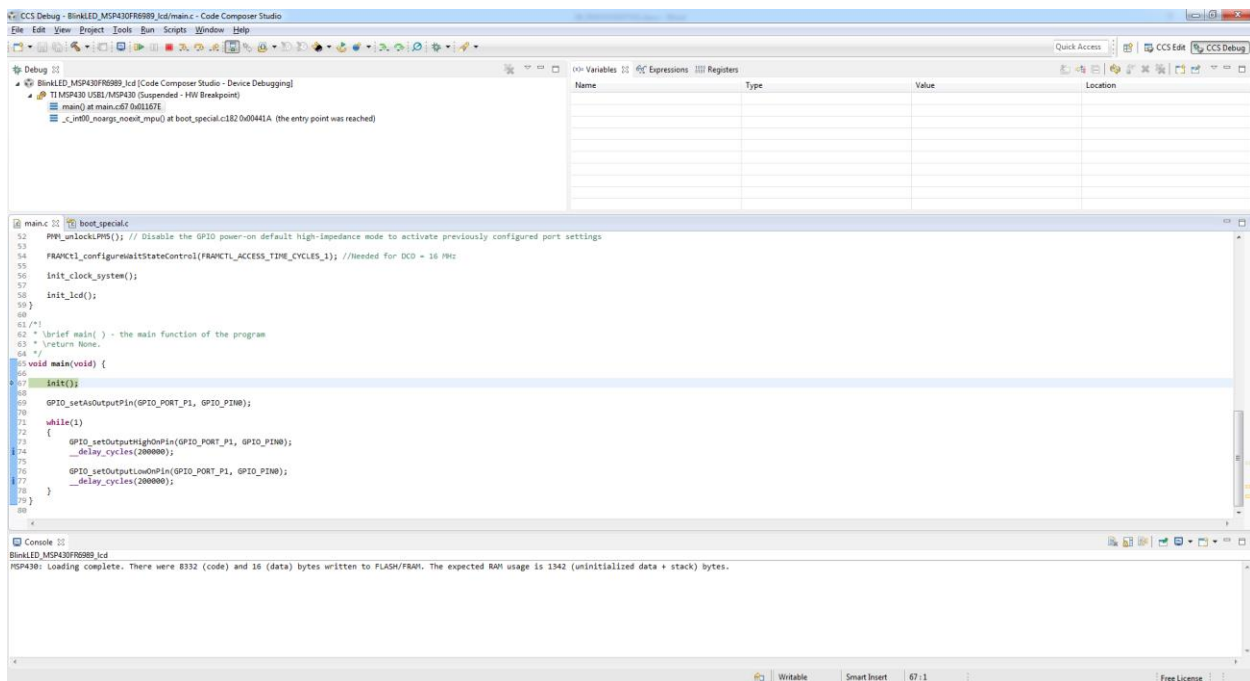 CCS Debug - BlinkLED_MSP430FR6989_lcd/main.c - Code Composer Studio
File Edit View Project Tools Run Scripts Window Help
Quick Access CCS Edit CCS Debug
Debug
(x)= Variables Expressions Registers
BlinkLED_MSP430FR6989_lcd [Code Composer Studio - Device Debugging]
Name Type Value Location
TI MSP430 USB1/MSP430 (Suspended - HW Breakpoint)
main() at main.c:67 0x01167E
_c_int00_noargs_noexit_mpu() at boot_special.c:182 0x00441A (the entry point was reached)
main.c boot_special.c
52 PMM_unlockLPM5(); // Disable the GPIO power-on default high-impedance mode to activate previously configured port settings
53
54 FRAMCtl_configureWaitStateControl(FRAMCTL_ACCESS_TIME_CYCLES_1); //Needed for DCO = 16 MHz
55
56 init_clock_system();
57
58 init_lcd();
59 }
60
61 /*!
62 * \brief main( ) - the main function of the program
63 * \return None.
64 */
65 void main(void) {
66
67 init();
68
69 GPIO_setAsOutputPin(GPIO_PORT_P1, GPIO_PIN0);
70
71 while(1)
72 {
73 GPIO_setOutputHighOnPin(GPIO_PORT_P1, GPIO_PIN0);
74 __delay_cycles(200000);
75
76 GPIO_setOutputLowOnPin(GPIO_PORT_P1, GPIO_PIN0);
77 __delay_cycles(200000);
78 }
79 }
80
Console
BlinkLED_MSP430FR6989_lcd
MSP430: Loading complete. There were 8332 (code) and 16 (data) bytes written to FLASH/FRAM. The expected RAM usage is 1342 (uninitialized data + stack) bytes.
Writable Smart Insert 67 : 1 Free License